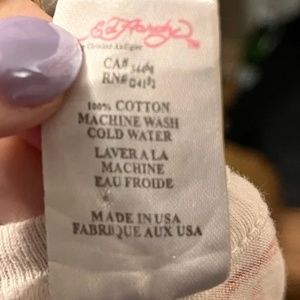 Ed Hardy
by Christian Audigier
CA#
RN#
100% COTTON
MACHINE WASH
COLD WATER
LAVER A LA
MACHINE
EAU FROIDE
MADE IN USA
FABRIQUE AUX USA